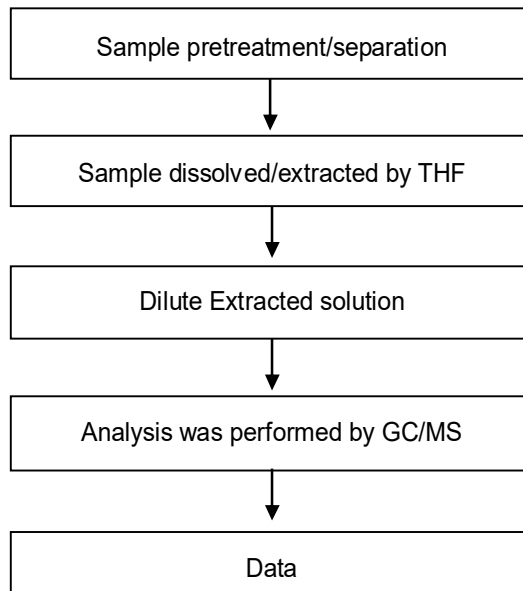 Sample pretreatment/separation
Sample dissolved/extracted by THF
Dilute Extracted solution
Analysis was performed by GC/MS
Data